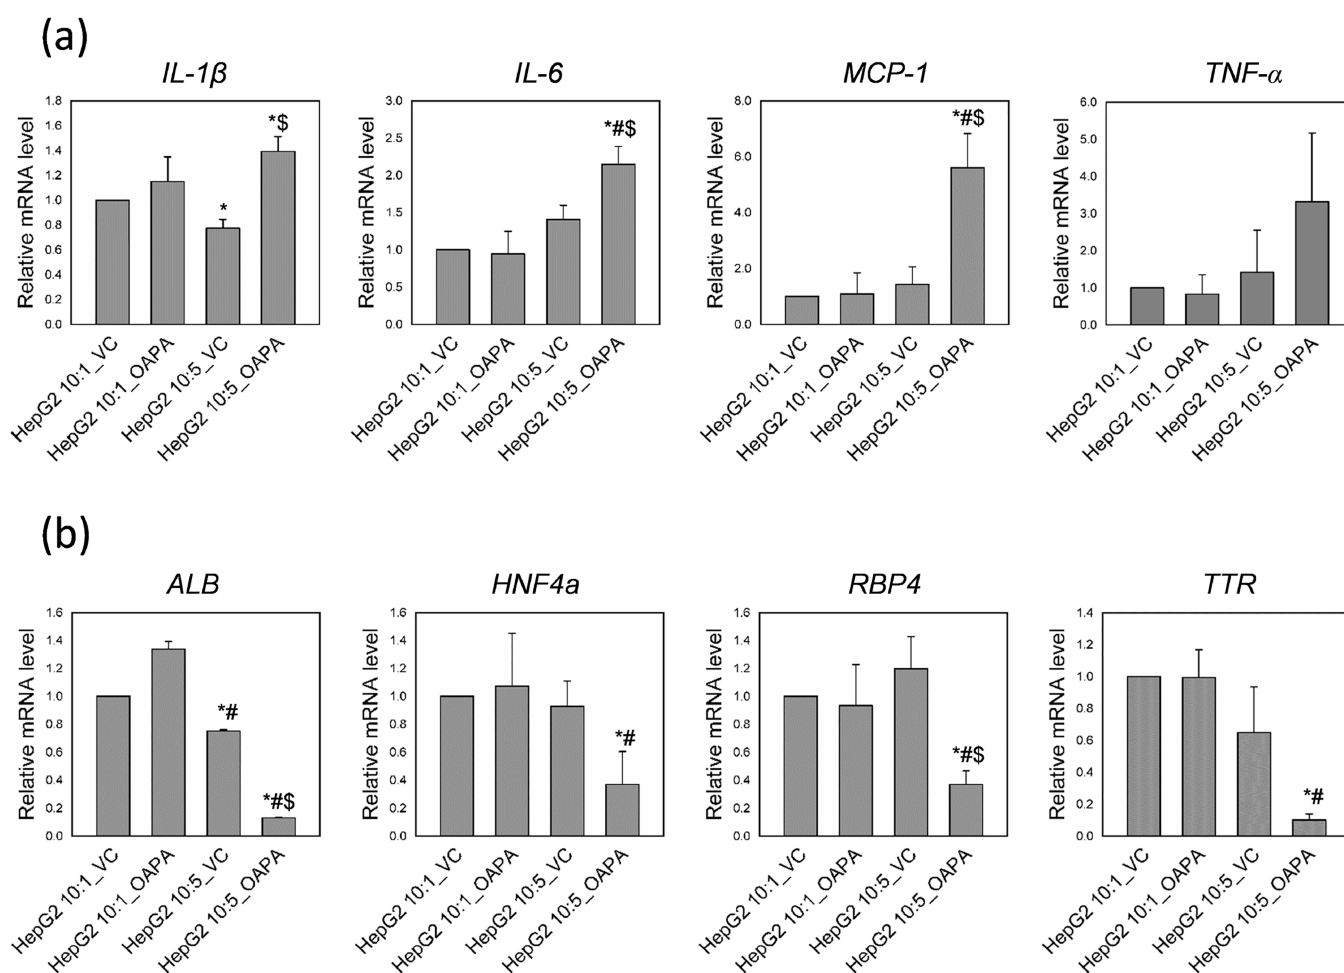 (a)
IL-1β
Relative mRNA level
1.8
1.6
1.4
1.2
1.0
0.8
0.6
0.4
0.2
0.0
*
*$
HepG2 10:1_VC
HepG2 10:1_OAPA
HepG2 10:5_VC
HepG2 10:5_OAPA
IL-6
Relative mRNA level
3.0
2.5
2.0
1.5
1.0
0.5
0.0
*#$
HepG2 10:1_VC
HepG2 10:1_OAPA
HepG2 10:5_VC
HepG2 10:5_OAPA
MCP-1
Relative mRNA level
8.0
6.0
4.0
2.0
0.0
*#$
HepG2 10:1_VC
HepG2 10:1_OAPA
HepG2 10:5_VC
HepG2 10:5_OAPA
TNF-α
Relative mRNA level
6.0
5.0
4.0
3.0
2.0
1.0
0.0
HepG2 10:1_VC
HepG2 10:1_OAPA
HepG2 10:5_VC
HepG2 10:5_OAPA
(b)
ALB
Relative mRNA level
1.6
1.4
1.2
1.0
0.8
0.6
0.4
0.2
0.0
*#
*#$
HepG2 10:1_VC
HepG2 10:1_OAPA
HepG2 10:5_VC
HepG2 10:5_OAPA
HNF4a
Relative mRNA level
1.6
1.4
1.2
1.0
0.8
0.6
0.4
0.2
0.0
*#
HepG2 10:1_VC
HepG2 10:1_OAPA
HepG2 10:5_VC
HepG2 10:5_OAPA
RBP4
Relative mRNA level
1.6
1.4
1.2
1.0
0.8
0.6
0.4
0.2
0.0
*#$
HepG2 10:1_VC
HepG2 10:1_OAPA
HepG2 10:5_VC
HepG2 10:5_OAPA
TTR
Relative mRNA level
1.4
1.2
1.0
0.8
0.6
0.4
0.2
0.0
*#
HepG2 10:1_VC
HepG2 10:1_OAPA
HepG2 10:5_VC
HepG2 10:5_OAPA